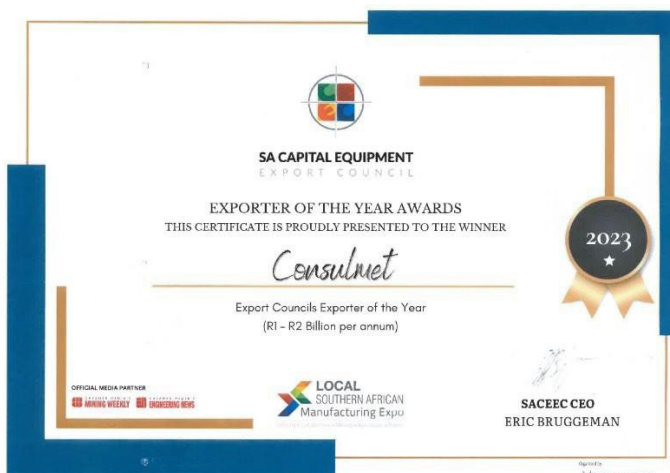 SA CAPITAL EQUIPMENT
EXPORT COUNCIL
EXPORTER OF THE YEAR AWARDS
THIS CERTIFICATE IS PROUDLY PRESENTED TO THE WINNER
2023
Consulmet
Export Councils Exporter of the Year
(R1 - R2 Billion per annum)
OFFICIAL MEDIA PARTNER
MINING WEEKLY
ENGINEERING NEWS
LOCAL
SOUTHERN AFRICAN
Manufacturing Expo
SACEEC CEO
ERIC BRUGGEMAN